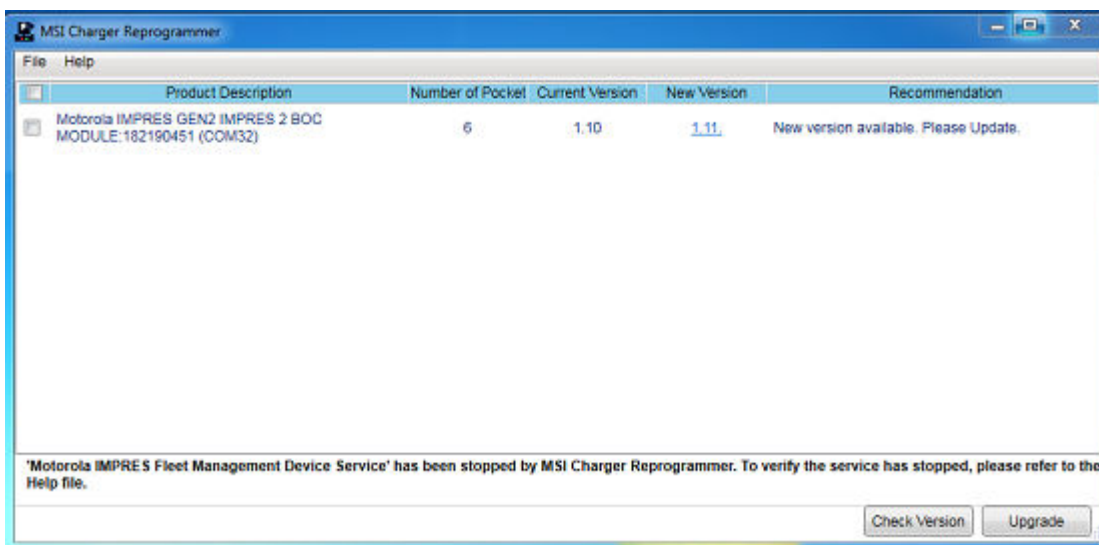 MSI Charger Reprogrammer
File Help
Product Description Number of Pocket Current Version New Version Recommendation
Motorola IMPRES GEN2 IMPRES 2 BOC
MODULE:182190451 (COM32) 6 1.10 1.11. New version available. Please Update.
'Motorola IMPRES Fleet Management Device Service' has been stopped by MSI Charger Reprogrammer. To verify the service has stopped, please refer to the
Help file.
Check Version Upgrade